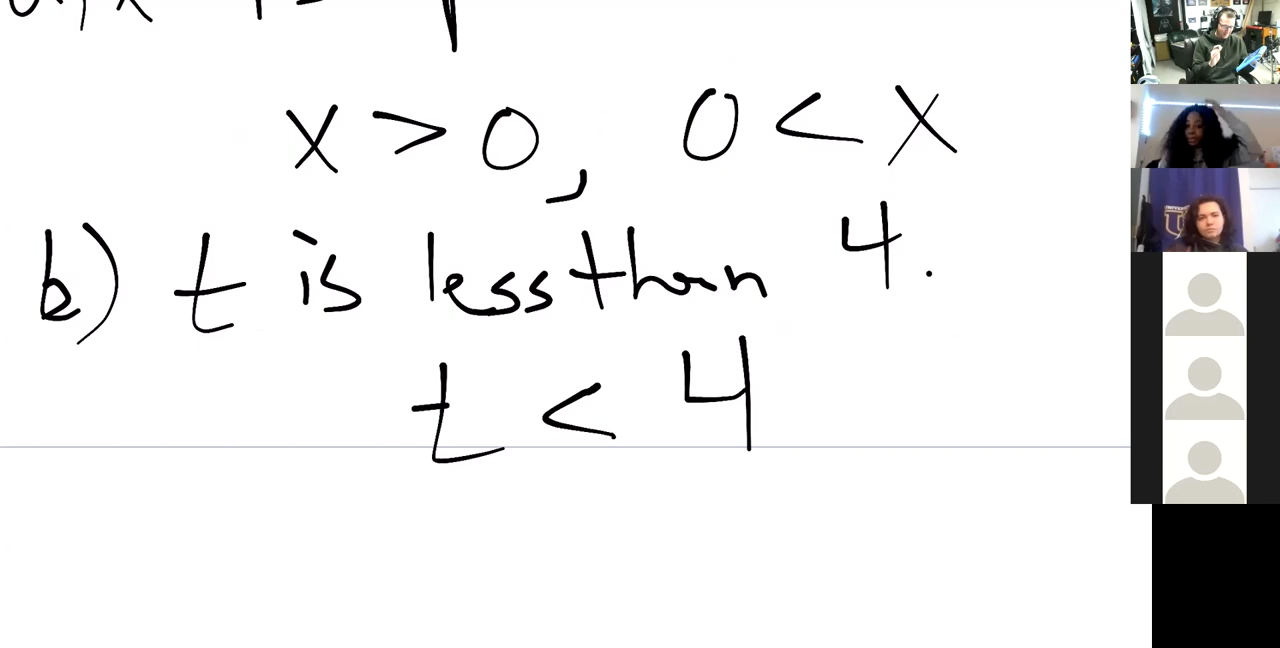 x > 0, 0 < x
b) t is less than 4.
t < 4